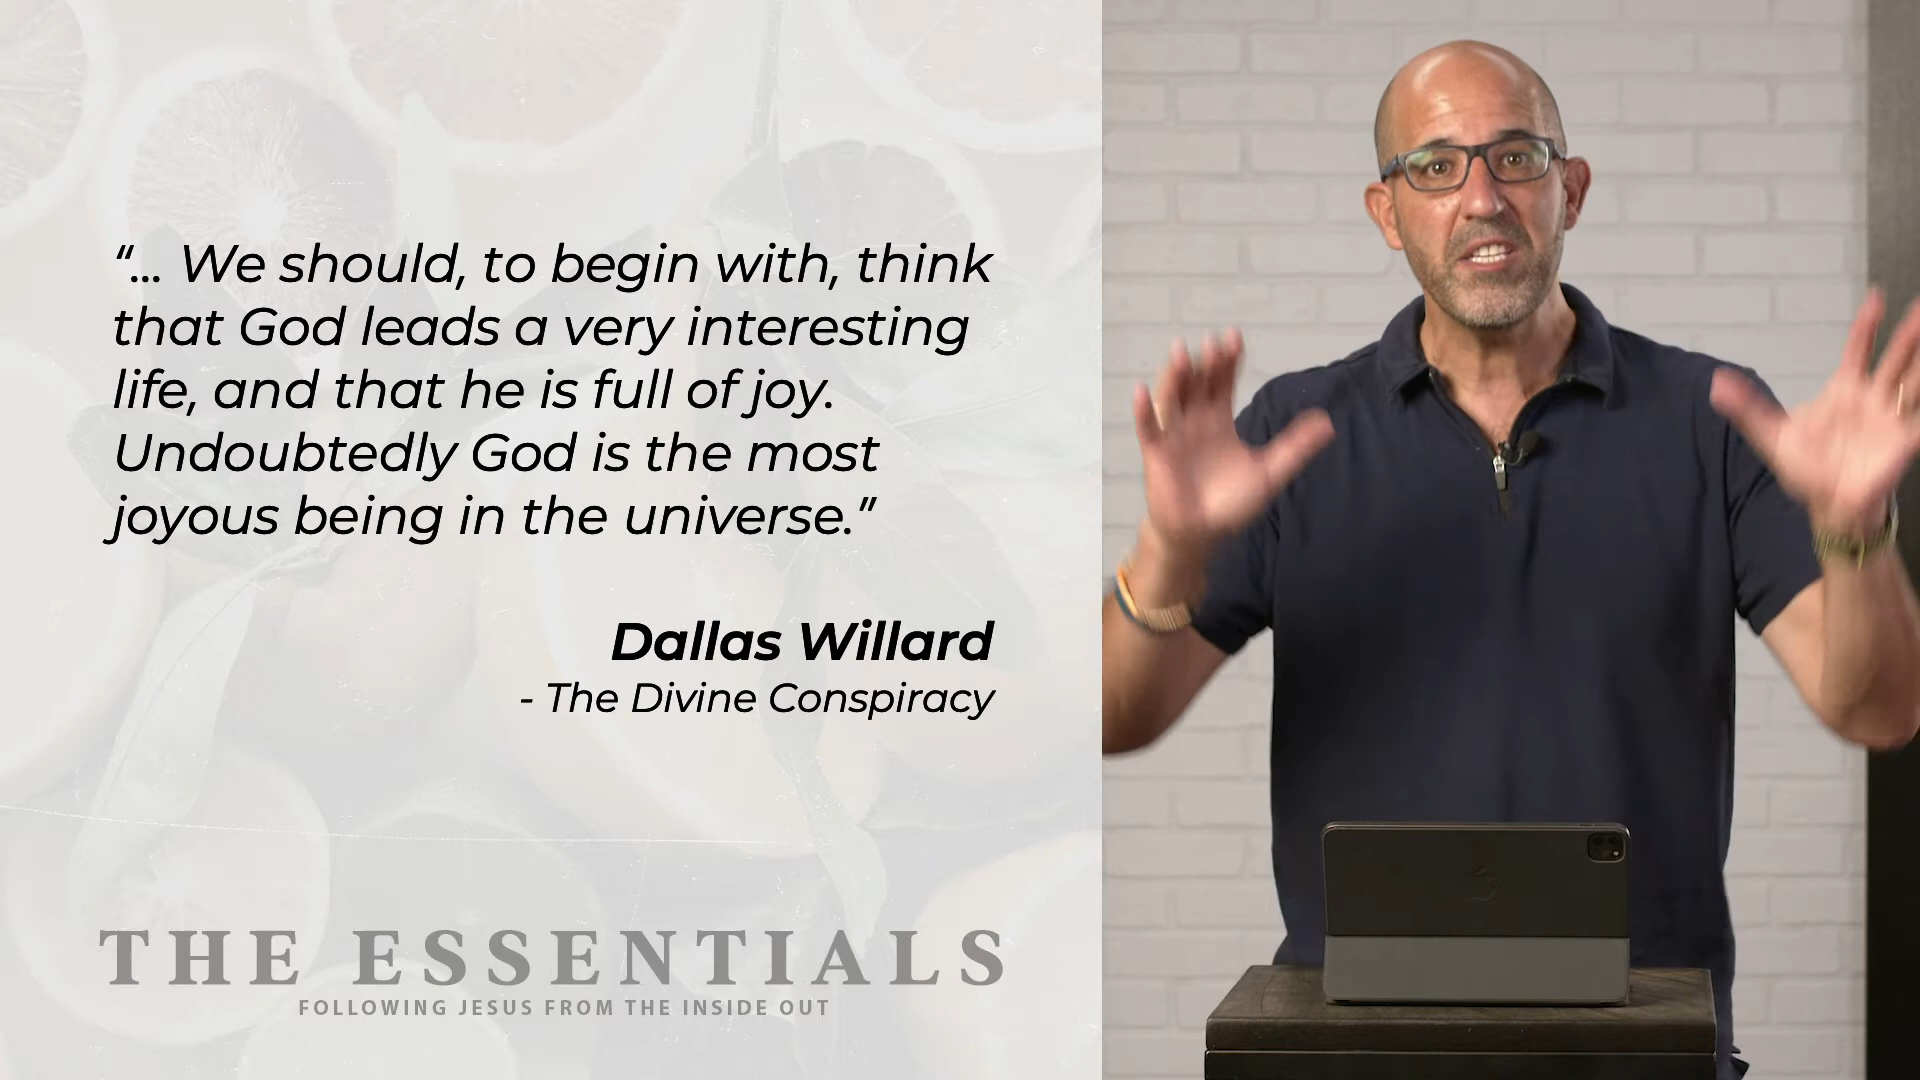 “... We should, to begin with, think
that God leads a very interesting
life, and that he is full of joy.
Undoubtedly God is the most
joyous being in the universe.”
Dallas Willard
- The Divine Conspiracy
THE ESSENTIALS
FOLLOWING JESUS FROM THE INSIDE OUT